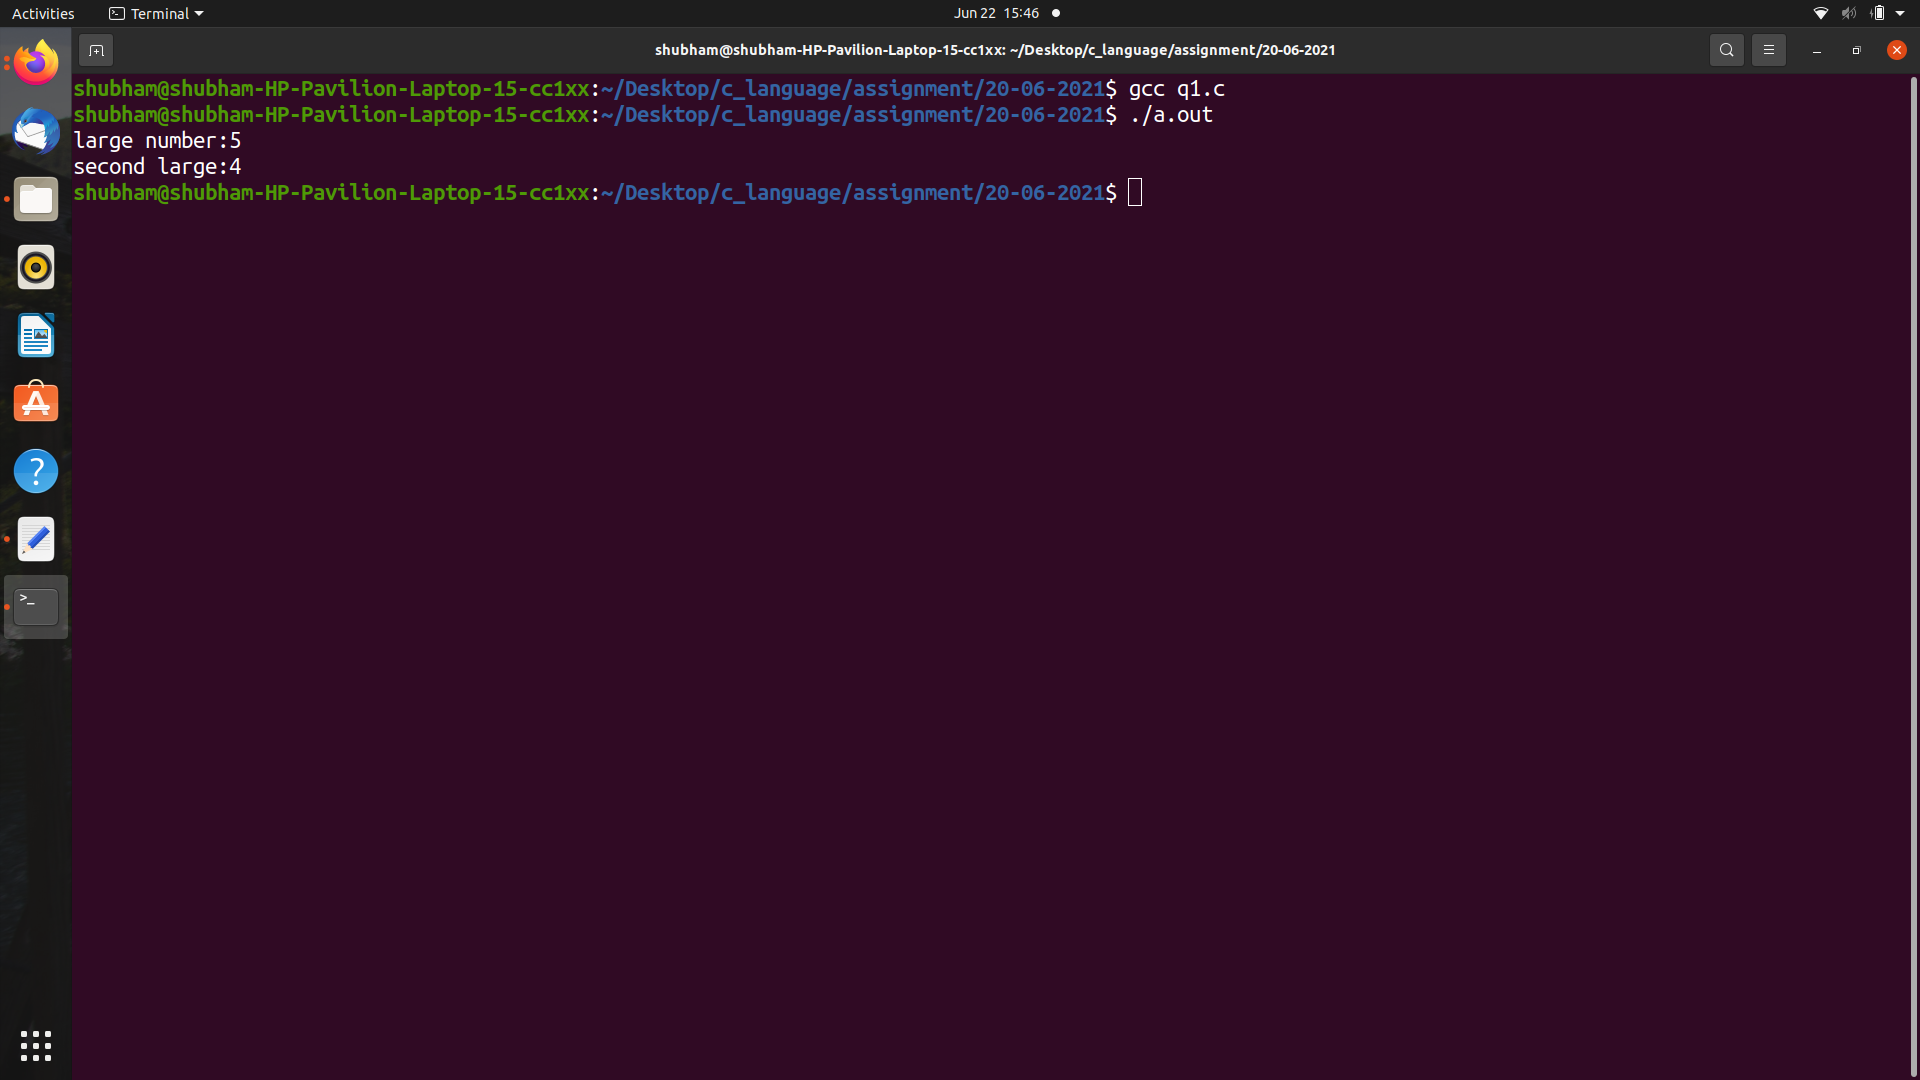 Activities
Terminal
Jun 22 15:46
shubham@shubham-HP-Pavilion-Laptop-15-cc1xx: ~/Desktop/c_language/assignment/20-06-2021
shubham@shubham-HP-Pavilion-Laptop-15-cc1xx:~/Desktop/c_language/assignment/20-06-2021$ gcc q1.c
shubham@shubham-HP-Pavilion-Laptop-15-cc1xx:~/Desktop/c_language/assignment/20-06-2021$ ./a.out
large number:5
second large:4
shubham@shubham-HP-Pavilion-Laptop-15-cc1xx:~/Desktop/c_language/assignment/20-06-2021$